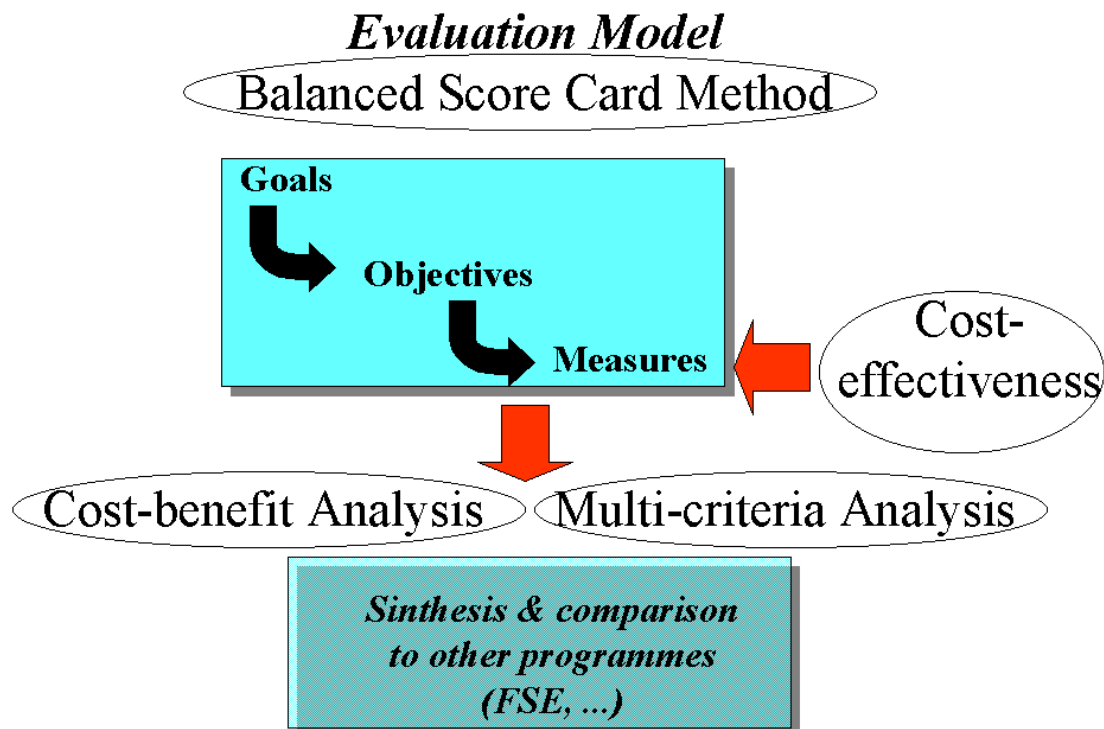 Evaluation Model
Balanced Score Card Method
Goals
Objectives
Measures
Cost-
effectiveness
Cost-benefit Analysis
Multi-criteria Analysis
Sinthesis & comparison
to other programmes
(FSE, ...)